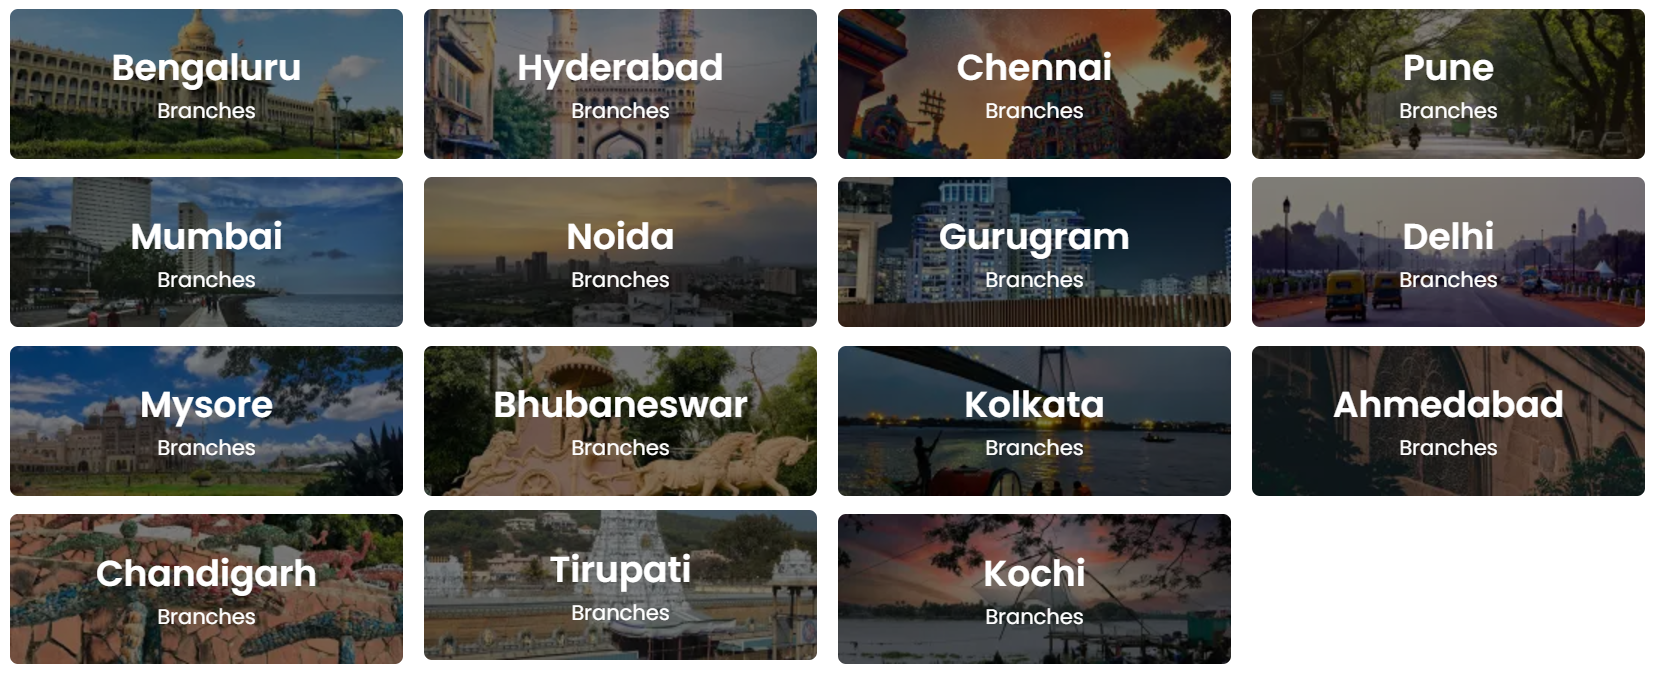 Bengaluru
Branches
Hyderabad
Branches
Chennai
Branches
Pune
Branches
Mumbai
Branches
Noida
Branches
Gurugram
Branches
Delhi
Branches
Mysore
Branches
Bhubaneswar
Branches
Kolkata
Branches
Ahmedabad
Branches
Chandigarh
Branches
Tirupati
Branches
Kochi
Branches